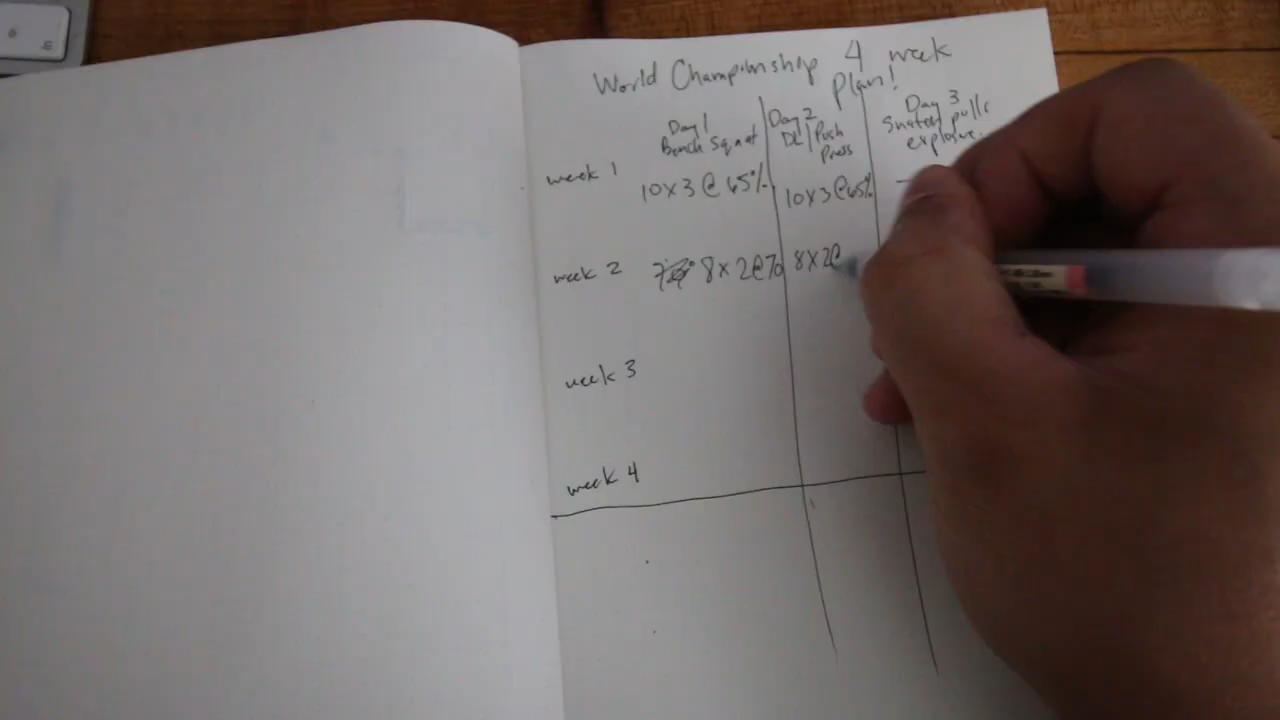 World Championship 4 week
Plan!
Day 1
Bench Squat
Day 2
DL/Push
Press
Day 3
Snatch pulls
explosive.
week 1
10x3 @ 65%
10x3 @65%
week 2
8x2@70
8x2@
week 3
week 4